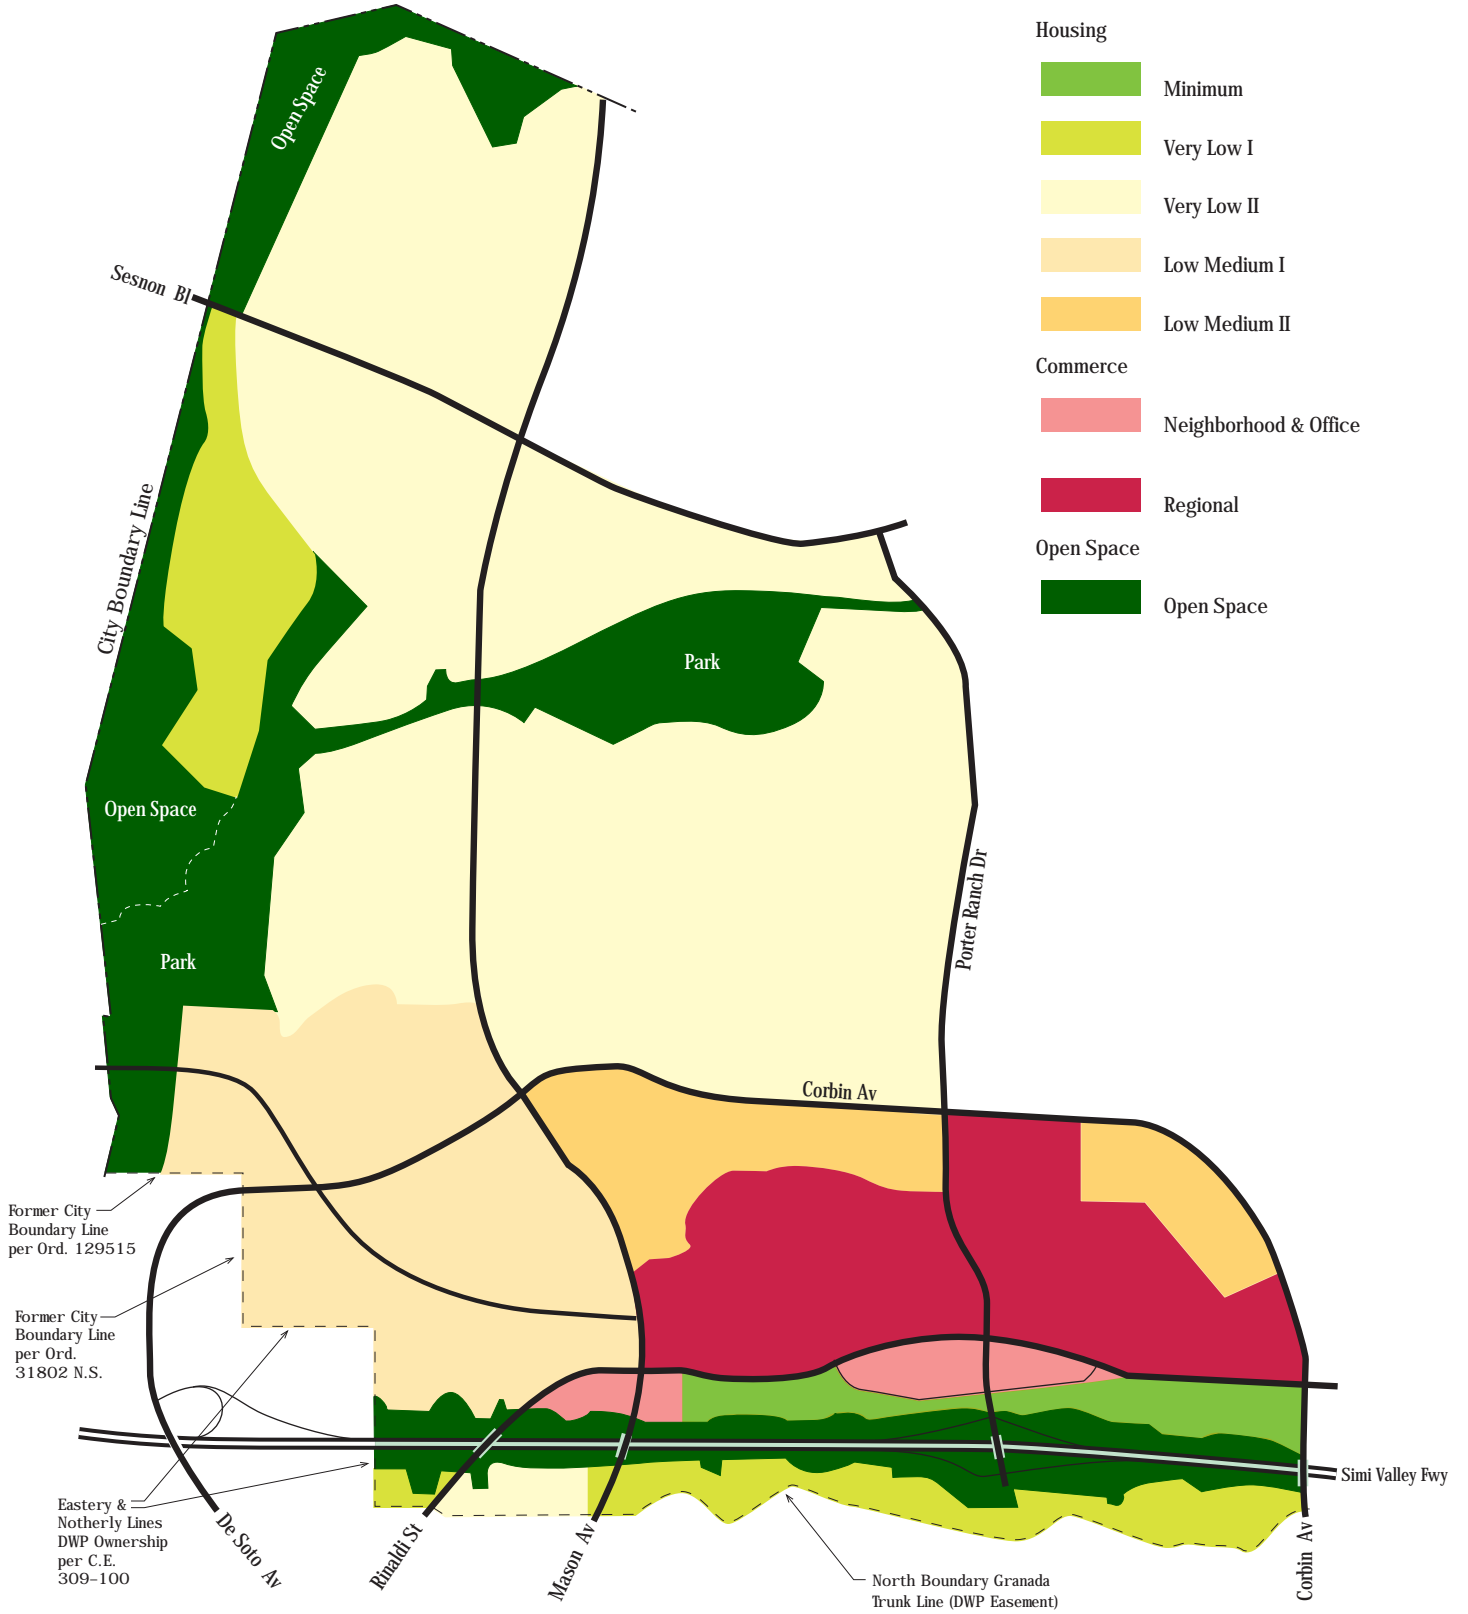 Housing
Minimum
Very Low I
Very Low II
Low Medium I
Low Medium II
Commerce
Neighborhood & Office
Regional
Open Space
Open Space
Open Space
Sesnon Bl
City Boundary Line
Park
Open Space
Porter Ranch Dr
Park
Corbin Av
Former City
Boundary Line
per Ord. 129515
Former City
Boundary Line
per Ord.
31802 N.S.
Simi Valley Fwy
Eastery &
Notherly Lines
DWP Ownership
per C.E.
309-100
De Soto Av
Rinaldi St
Mason Av
North Boundary Granada
Trunk Line (DWP Easement)
Corbin Av